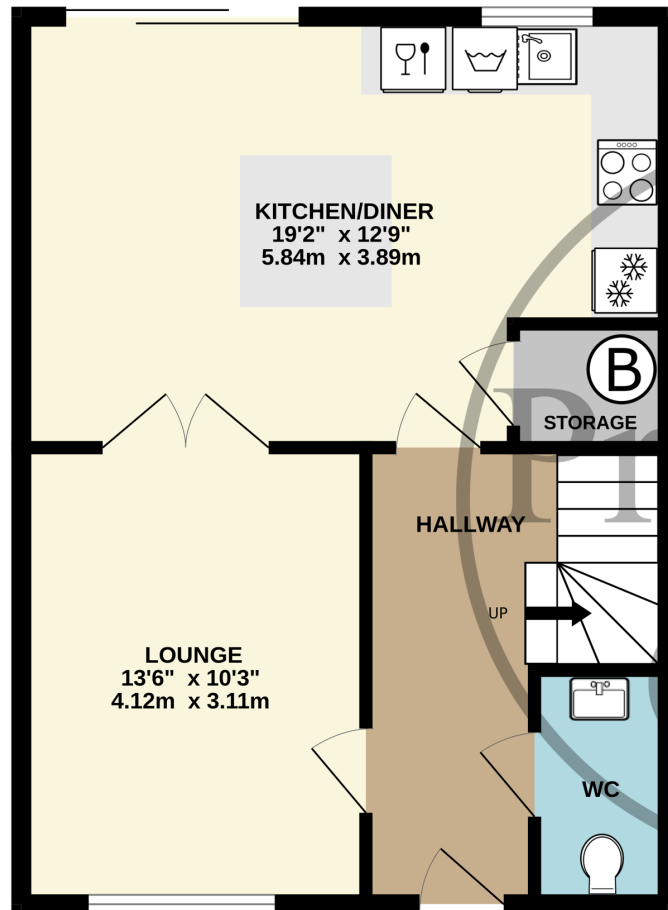 KITCHEN/DINER
19'2" x 12'9"
5.84m x 3.89m
B
STORAGE
HALLWAY
UP
LOUNGE
13'6" x 10'3"
4.12m x 3.11m
WC